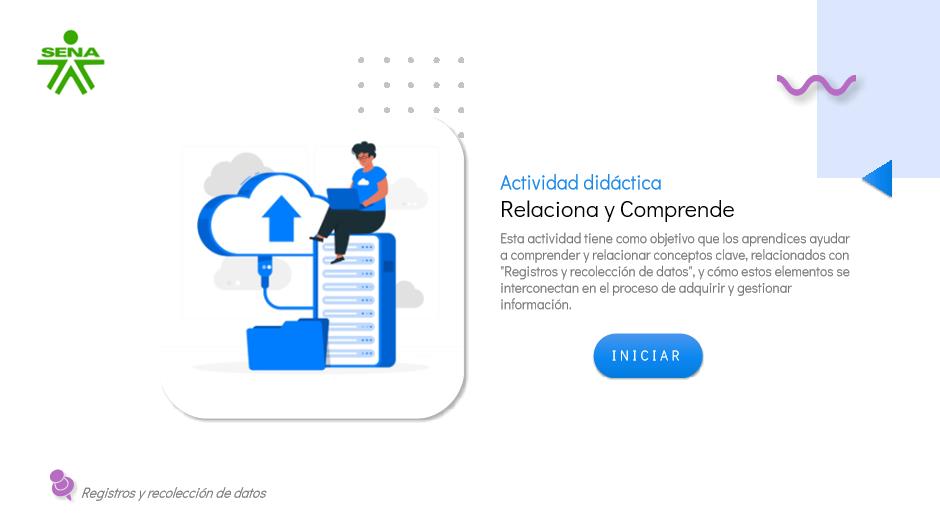 SENA
Actividad didáctica
Relaciona y Comprende
Esta actividad tiene como objetivo que los aprendices ayudar
a comprender y relacionar conceptos clave, relacionados con
"Registros y recolección de datos", y cómo estos elementos se
interconectan en el proceso de adquirir y gestionar
información.
INICIAR
Registros y recolección de datos